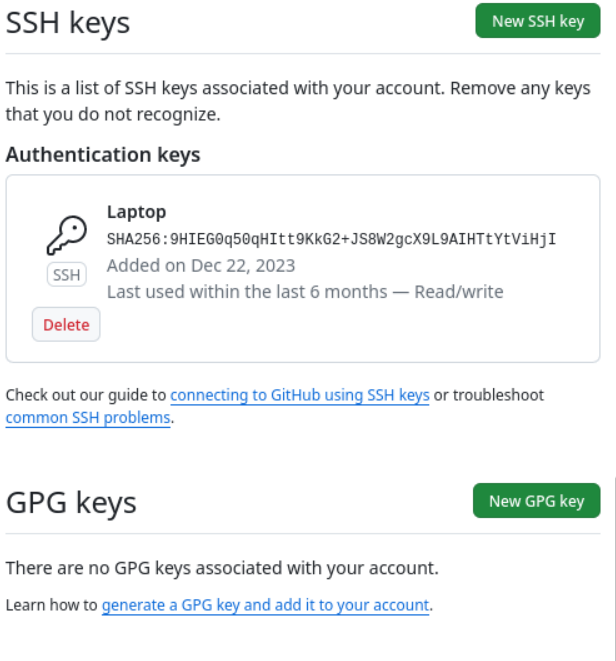 SSH keys
New SSH key
This is a list of SSH keys associated with your account. Remove any keys
that you do not recognize.
Authentication keys
Laptop
SHA256:9HIEG0q50qHItt9KkG2+JS8W2gcX9L9AIHTtYtViHjI
SSH
Added on Dec 22, 2023
Last used within the last 6 months — Read/write
Delete
Check out our guide to connecting to GitHub using SSH keys or troubleshoot
common SSH problems.
GPG keys
New GPG key
There are no GPG keys associated with your account.
Learn how to generate a GPG key and add it to your account.